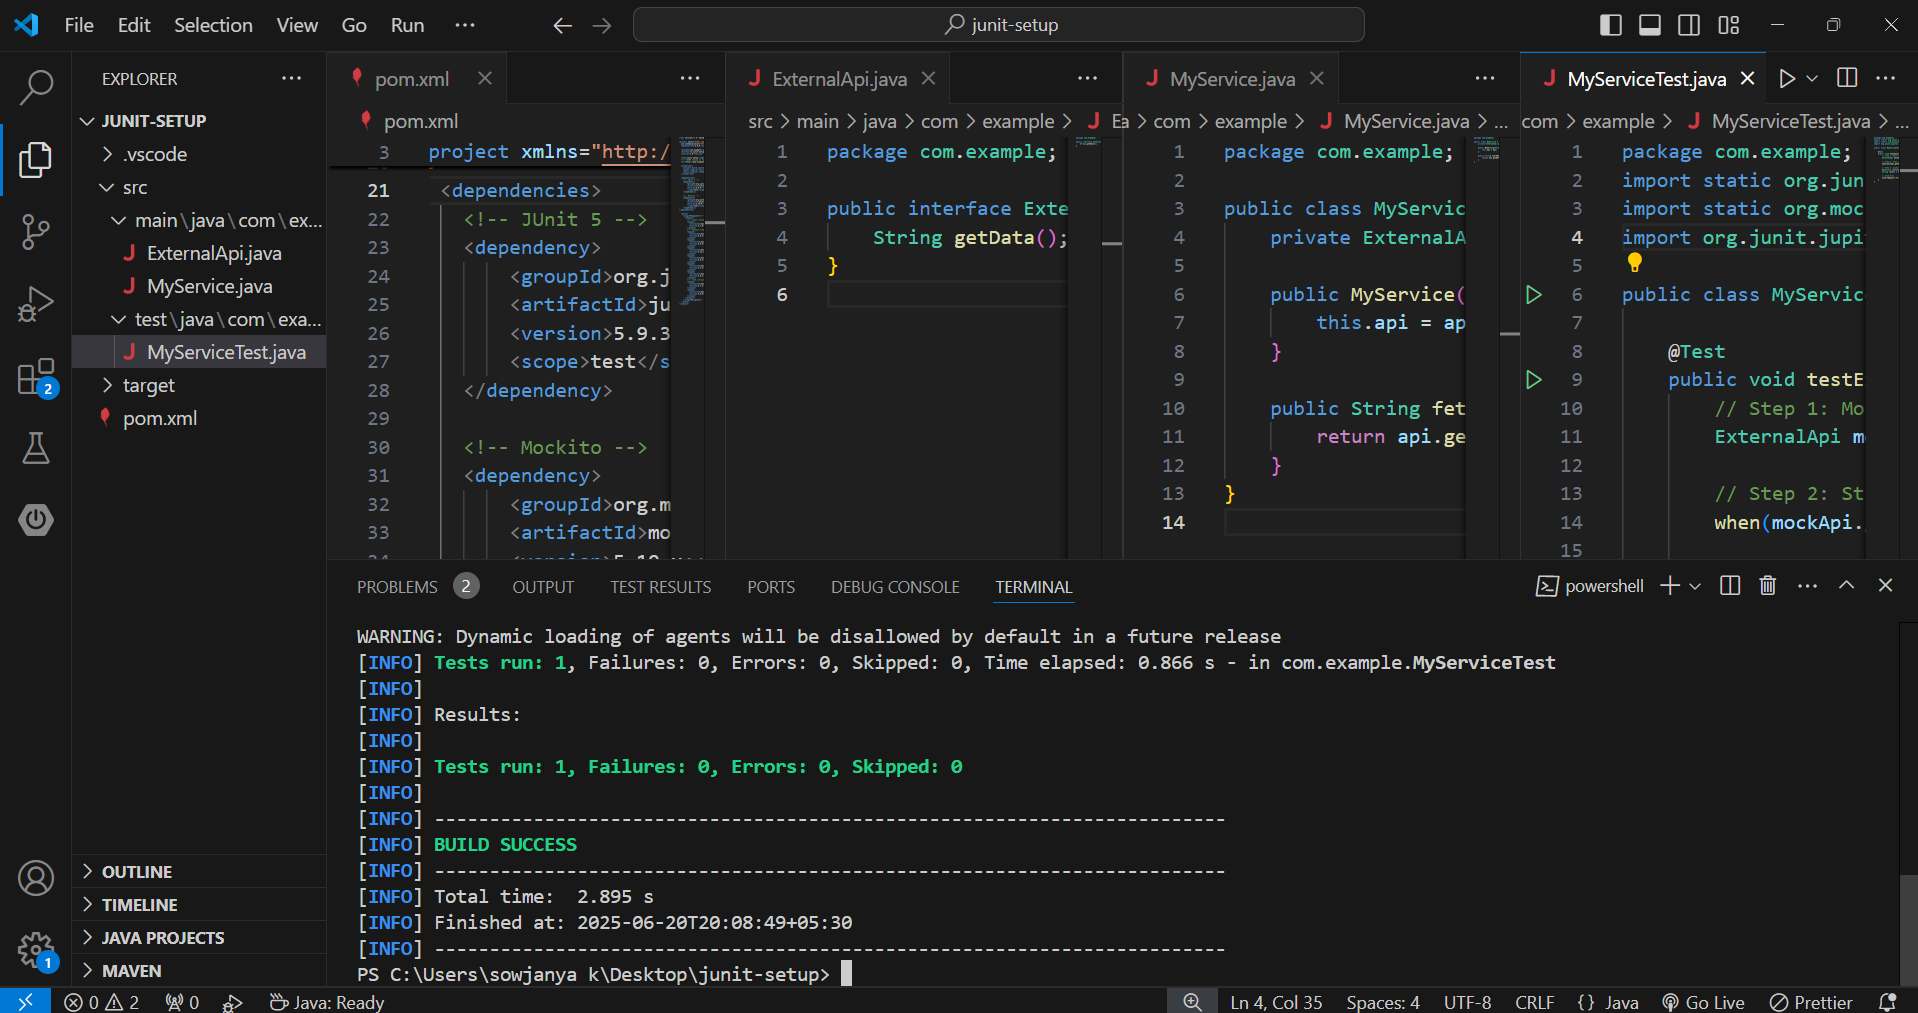 File Edit Selection View Go Run ··· junit-setup
EXPLORER ···
JUNIT-SETUP
.vscode
src
main\java\com\ex...
J ExternalApi.java
J MyService.java
test\java\com\exa...
J MyServiceTest.java
target
pom.xml
OUTLINE
TIMELINE
JAVA PROJECTS
MAVEN
2
1
pom.xml ···
pom.xml
3 project xmlns="http:/
21 <dependencies>
22 <!-- JUnit 5 -->
23 <dependency>
24 <groupId>org.j
25 <artifactId>ju
26 <version>5.9.3
27 <scope>test</s
28 </dependency>
29
30 <!-- Mockito -->
31 <dependency>
32 <groupId>org.m
33 <artifactId>mo
J ExternalApi.java ···
src > main > java > com > example > J Ea
1 package com.example;
2
3 public interface Exte
4 String getData();
5 }
6
J MyService.java ···
> com > example > J MyService.java > ...
1 package com.example;
2
3 public class MyServic
4 private ExternalA
5
6 public MyService(
7 this.api = ap
8 }
9
10 public String fet
11 return api.ge
12 }
13 }
14
J MyServiceTest.java ···
com > example > J MyServiceTest.java > ...
1 package com.example;
2 import static org.jun
3 import static org.moc
4 import org.junit.jupi
5
6 public class MyServic
7
8 @Test
9 public void testE
10 // Step 1: Mo
11 ExternalApi m
12
13 // Step 2: St
14 when(mockApi.
15
PROBLEMS 2 OUTPUT TEST RESULTS PORTS DEBUG CONSOLE TERMINAL powershell ···
WARNING: Dynamic loading of agents will be disallowed by default in a future release
[INFO] Tests run: 1, Failures: 0, Errors: 0, Skipped: 0, Time elapsed: 0.866 s - in com.example.MyServiceTest
[INFO]
[INFO] Results:
[INFO]
[INFO] Tests run: 1, Failures: 0, Errors: 0, Skipped: 0
[INFO]
[INFO] ------------------------------------------------------------------------
[INFO] BUILD SUCCESS
[INFO] ------------------------------------------------------------------------
[INFO] Total time:  2.895 s
[INFO] Finished at: 2025-06-20T20:08:49+05:30
[INFO] ------------------------------------------------------------------------
PS C:\Users\sowjanya k\Desktop\junit-setup>
0 2 0 Java: Ready Ln 4, Col 35 Spaces: 4 UTF-8 CRLF {} Java Go Live Prettier